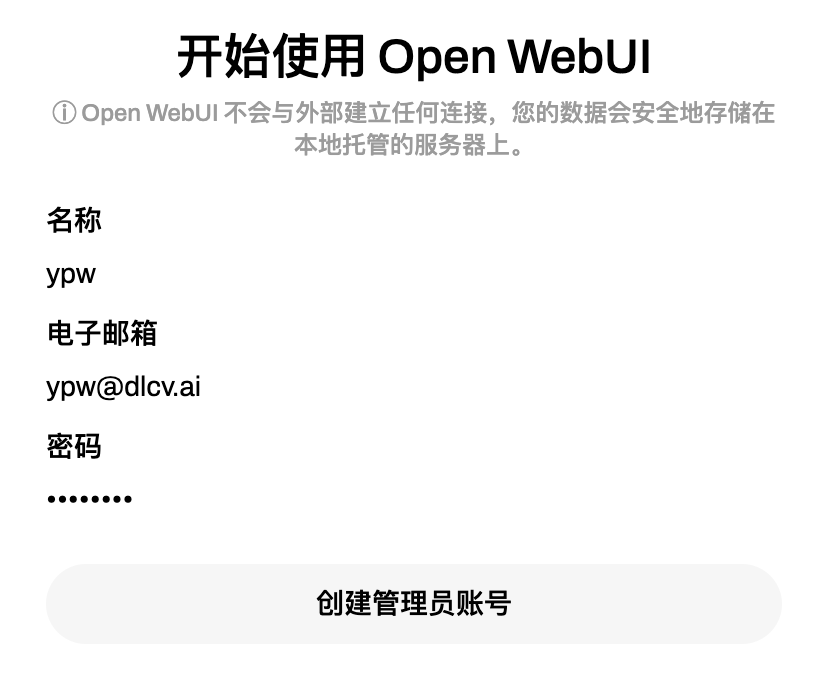 开始使用 Open WebUI
ⓘ Open WebUI 不会与外部建立任何连接，您的数据会安全地存储在
本地托管的服务器上。
名称
ypw
电子邮箱
ypw@dlcv.ai
密码
••••••••
创建管理员账号